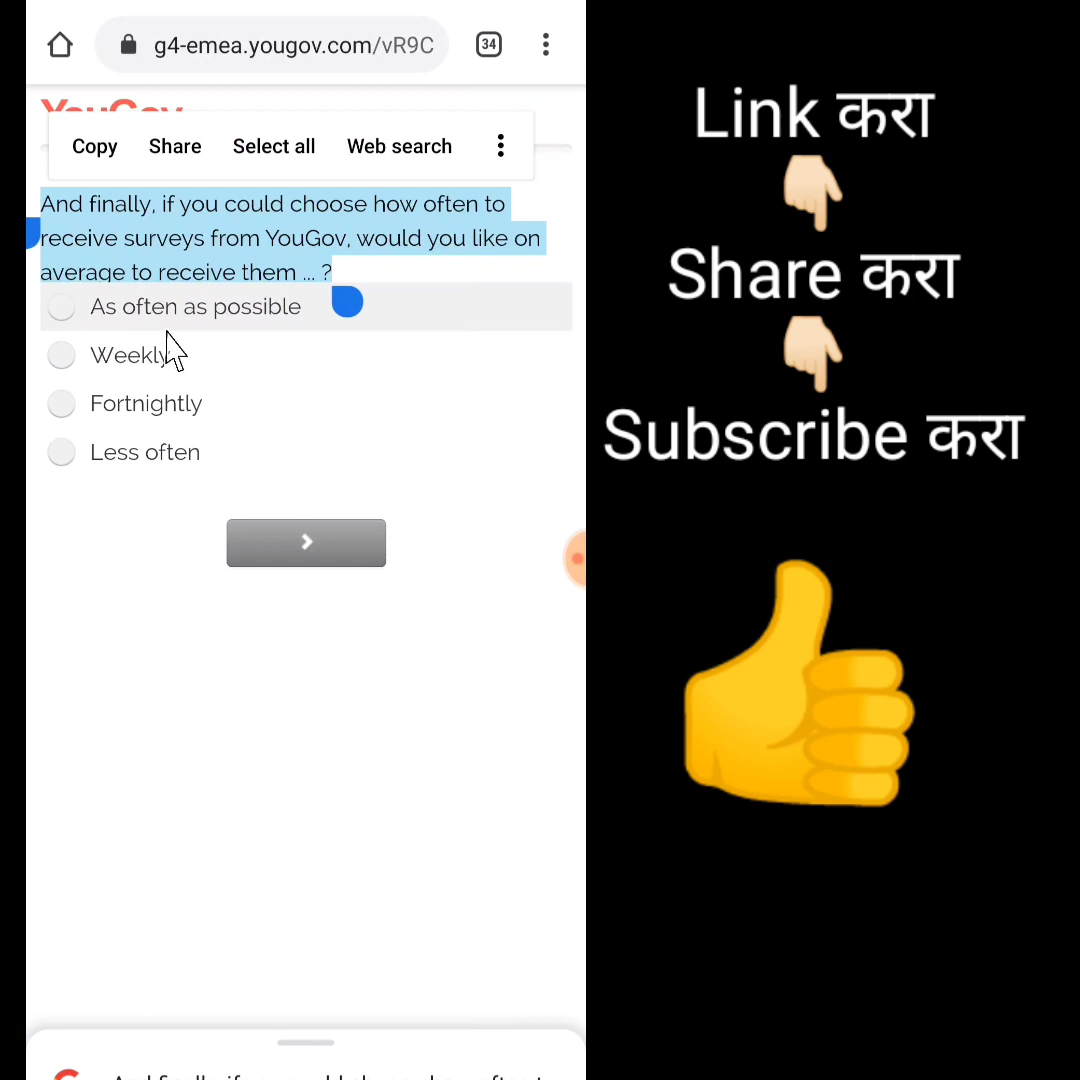 g4-emea.yougov.com/vR9C
34
YouGov
Copy Share Select all Web search
And finally, if you could choose how often to
receive surveys from YouGov, would you like on
average to receive them ... ?
As often as possible
Weekly
Fortnightly
Less often
Link करा
Share करा
Subscribe करा